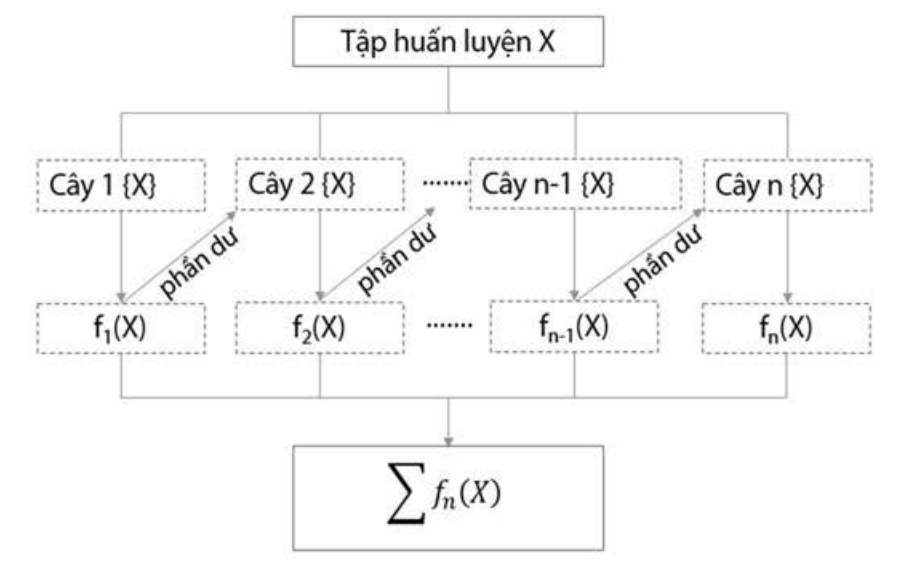 Tập huấn luyện X
Cây 1 {X}
Cây 2 {X}
.......
Cây n-1 {X}
Cây n {X}
phần dư
phần dư
phần dư
f₁(X)
f₂(X)
.......
fₙ₋₁(X)
fₙ(X)
∑ fₙ(X)